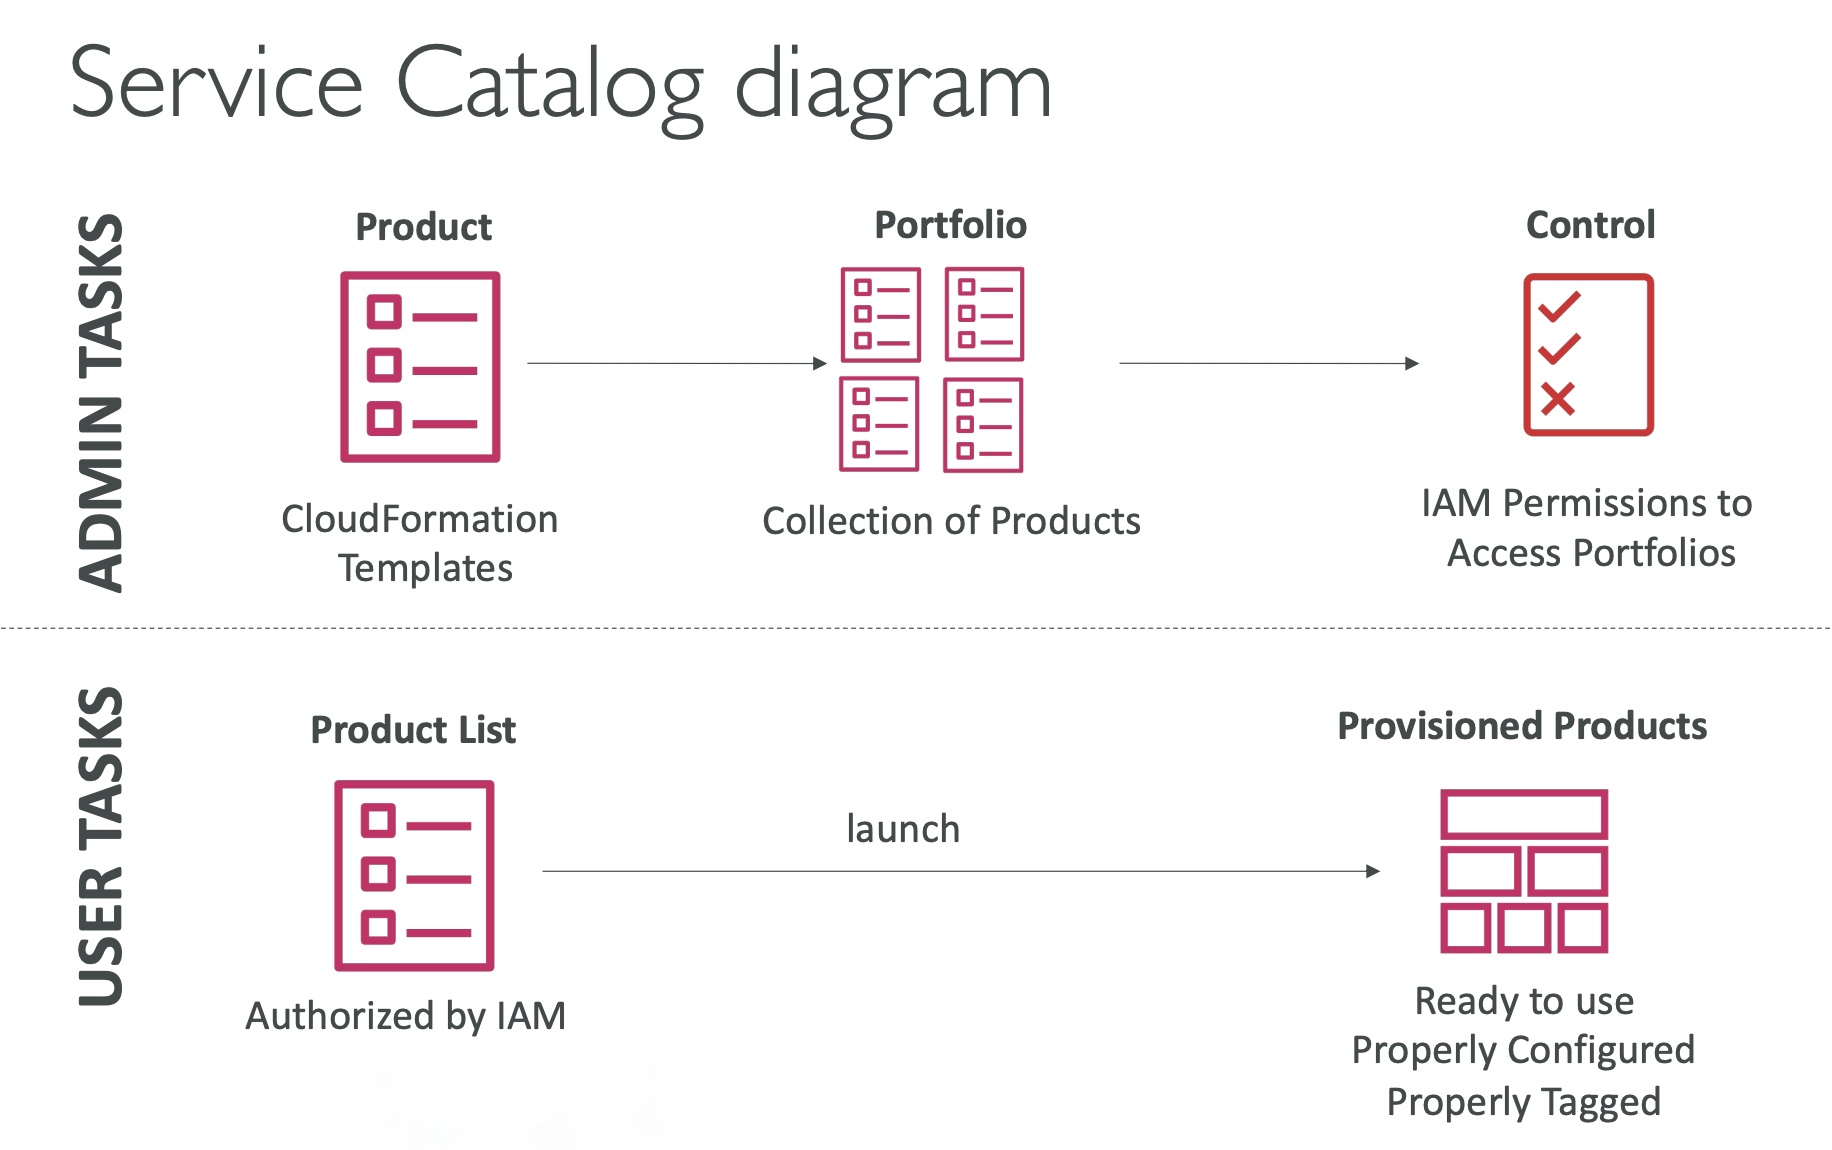 Service Catalog diagram
ADMIN TASKS
Product
Portfolio
Control
CloudFormation
Templates
Collection of Products
IAM Permissions to
Access Portfolios
USER TASKS
Product List
Provisioned Products
launch
Authorized by IAM
Ready to use
Properly Configured
Properly Tagged